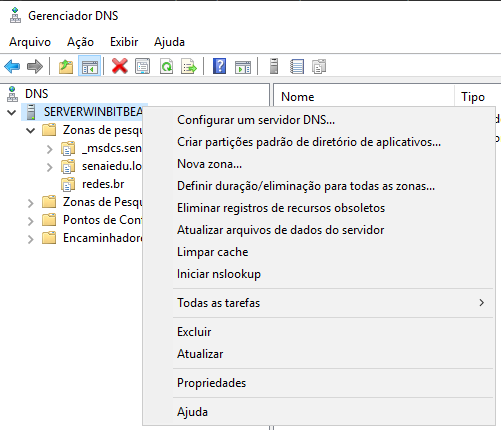 Gerenciador DNS
Arquivo Ação Exibir Ajuda
DNS
SERVERWINBITBEA
Zonas de pesqu
_msdcs.sen
senaiedu.lo
redes.br
Zonas de Pesqu
Pontos de Conf
Encaminhadore
Nome Tipo
Configurar um servidor DNS...
Criar partições padrão de diretório de aplicativos...
Nova zona...
Definir duração/eliminação para todas as zonas...
Eliminar registros de recursos obsoletos
Atualizar arquivos de dados do servidor
Limpar cache
Iniciar nslookup
Todas as tarefas
Excluir
Atualizar
Propriedades
Ajuda